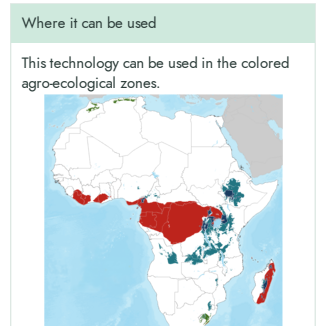 Where it can be used
This technology can be used in the colored
agro-ecological zones.